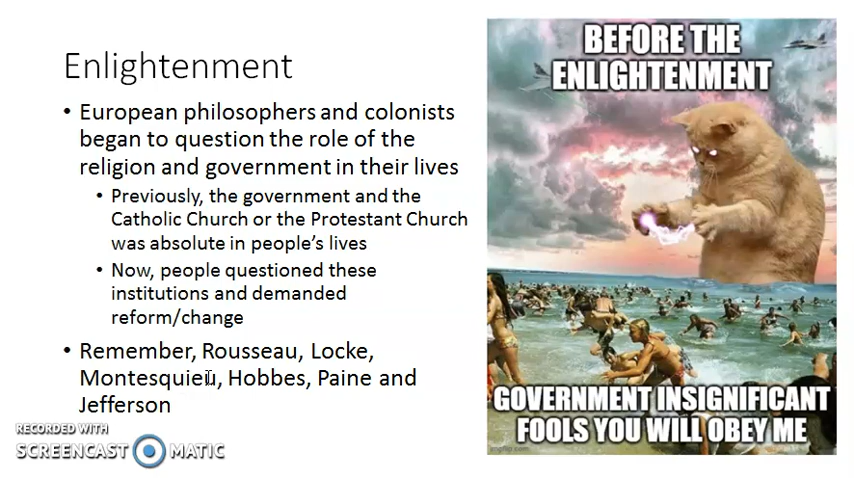 Enlightenment
• European philosophers and colonists
began to question the role of the
religion and government in their lives
• Previously, the government and the
Catholic Church or the Protestant Church
was absolute in people's lives
• Now, people questioned these
institutions and demanded
reform/change
• Remember, Rousseau, Locke,
Montesquieu, Hobbes, Paine and
Jefferson
RECORDED WITH
SCREENCAST MATIC
BEFORE THE
ENLIGHTENMENT
GOVERNMENT INSIGNIFICANT
FOOLS YOU WILL OBEY ME
imgflip.com